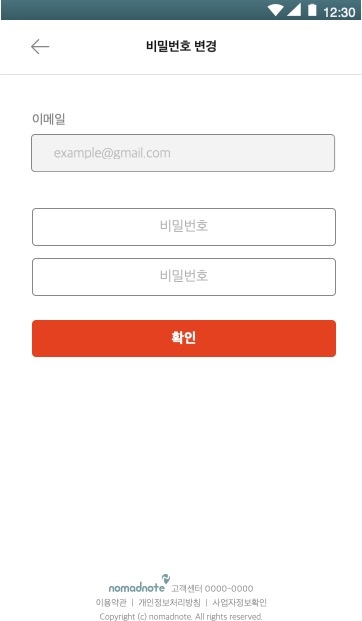 12:30
비밀번호 변경
이메일
example@gmail.com
비밀번호
비밀번호
확인
nomadnote 고객센터 0000-0000
이용약관 | 개인정보처리방침 | 사업자정보확인
Copyright (c) nomadnote. All rights reserved.